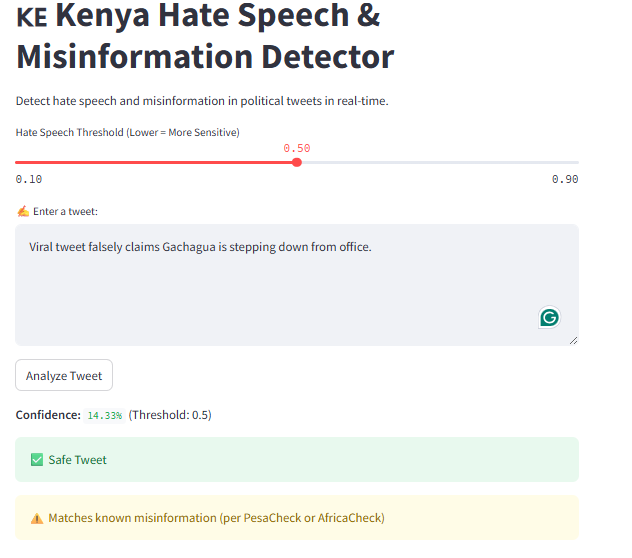 KE Kenya Hate Speech &
Misinformation Detector
Detect hate speech and misinformation in political tweets in real-time.
Hate Speech Threshold (Lower = More Sensitive)
0.50
0.10 0.90
✍️ Enter a tweet:
Viral tweet falsely claims Gachagua is stepping down from office.
G
Analyze Tweet
Confidence: 14.33% (Threshold: 0.5)
✅ Safe Tweet
⚠️ Matches known misinformation (per PesaCheck or AfricaCheck)